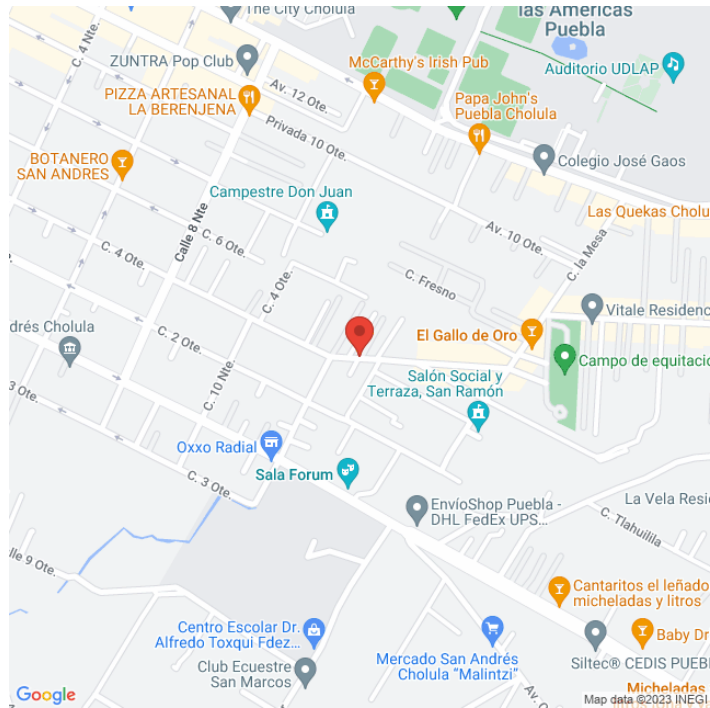 The City Cholula
las Américas
Puebla
C. 4 Nte.
ZUNTRA Pop Club
McCarthy's Irish Pub
Auditorio UDLAP
Av. 12 Ote.
PIZZA ARTESANAL
LA BERENJENA
Papa John's
Puebla Cholula
Privada 10 Ote.
BOTANERO
SAN ANDRES
Colegio José Gaos
Campestre Don Juan
Las Quekas Cholu
Calle 8 Nte
Av. 10 Ote.
C. 6 Ote.
C. la Mesa
C. 4 Ote.
C. 4 Ote.
C. Fresno
Vitale Residenc
ndrés Cholula
C. 2 Ote.
El Gallo de Oro
Campo de equitació
Salón Social y
Terraza, San Ramón
C. 10 Nte.
3 Ote.
Oxxo Radial
Sala Forum
C. 3 Ote.
EnvíoShop Puebla -
DHL FedEx UPS...
La Vela Resi
C. Tlahuilila
lle 9 Ote.
Cantaritos el leñado
micheladas y litros
Centro Escolar Dr.
Alfredo Toxqui Fdez...
Baby Dr
Mercado San Andrés
Cholula "Malintzi"
Siltec® CEDIS PUEB
Club Ecuestre
San Marcos
Av. C
Micheladas
Google
Map data ©2023 INEGI